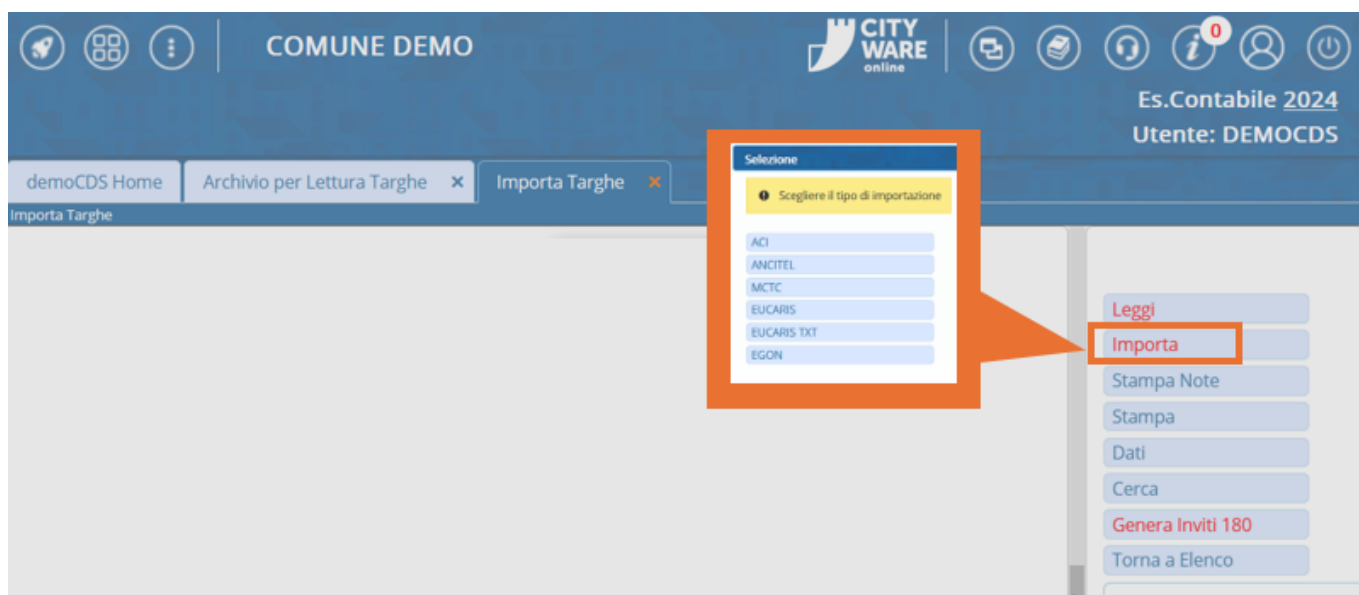 COMUNE DEMO
CITY
WARE
online
0
Es.Contabile 2024
Utente: DEMOCDS
demoCDS Home
Archivio per Lettura Targhe
Importa Targhe
Importa Targhe
Selezione
Scegliere il tipo di importazione
ACI
ANCITEL
MCTC
EUCARIS
EUCARIS TXT
EGON
Leggi
Importa
Stampa Note
Stampa
Dati
Cerca
Genera Inviti 180
Torna a Elenco